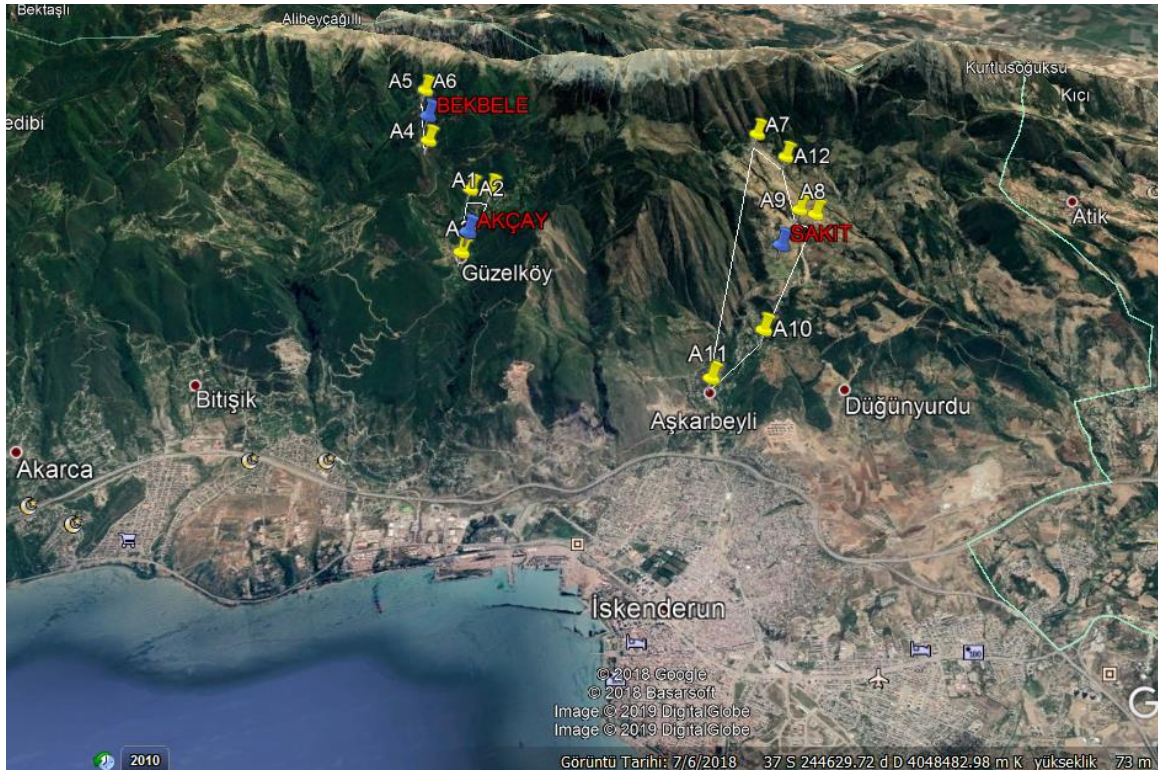 Bektaşlı
Alibeyçağıllı
Kurtlusoğuksu
Kıcı
edibi
A5 A6
BEKBELE
A4
A7
A12
A1 A2
A9 A8
Atik
AKÇAY
SAKIT
Güzelköy
A10
A11
Bitişik
Aşkarbeyli
Düğünyurdu
Akarca
İskenderun
© 2018 Google
© 2018 Basarsoft
Image © 2019 DigitalGlobe
Image © 2019 DigitalGlobe
G
2010
Görüntü Tarihi: 7/6/2018 37 S 244629.72 d D 4048482.98 m K yükseklik 73 m